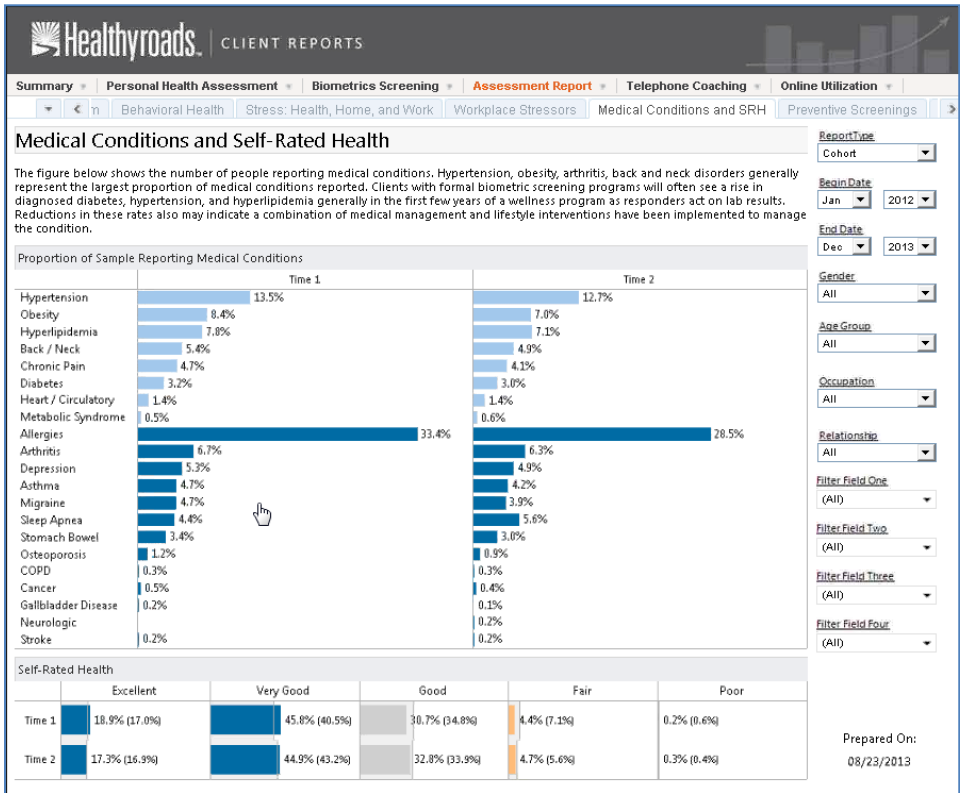 Healthyroads. | CLIENT REPORTS
Summary Personal Health Assessment Biometrics Screening Assessment Report Telephone Coaching Online Utilization
n Behavioral Health Stress: Health, Home, and Work Workplace Stressors Medical Conditions and SRH Preventive Screenings
Medical Conditions and Self-Rated Health
The figure below shows the number of people reporting medical conditions. Hypertension, obesity, arthritis, back and neck disorders generally
represent the largest proportion of medical conditions reported. Clients with formal biometric screening programs will often see a rise in
diagnosed diabetes, hypertension, and hyperlipidemia generally in the first few years of a wellness program as responders act on lab results.
Reductions in these rates also may indicate a combination of medical management and lifestyle interventions have been implemented to manage
the condition.
Proportion of Sample Reporting Medical Conditions
Time 1 Time 2
Hypertension 13.5% 12.7%
Obesity 8.4% 7.0%
Hyperlipidemia 7.8% 7.1%
Back / Neck 5.4% 4.9%
Chronic Pain 4.7% 4.1%
Diabetes 3.2% 3.0%
Heart / Circulatory 1.4% 1.4%
Metabolic Syndrome 0.5% 0.6%
Allergies 33.4% 28.5%
Arthritis 6.7% 6.3%
Depression 5.3% 4.9%
Asthma 4.7% 4.2%
Migraine 4.7% 3.9%
Sleep Apnea 4.4% 5.6%
Stomach Bowel 3.4% 3.0%
Osteoporosis 1.2% 0.9%
COPD 0.3% 0.3%
Cancer 0.5% 0.4%
Gallbladder Disease 0.2% 0.1%
Neurologic 0.2%
Stroke 0.2% 0.2%
Self-Rated Health
Excellent Very Good Good Fair Poor
Time 1 18.9% (17.0%) 45.8% (40.5%) 30.7% (34.8%) 4.4% (7.1%) 0.2% (0.6%)
Time 2 17.3% (16.9%) 44.9% (43.2%) 32.8% (33.9%) 4.7% (5.6%) 0.3% (0.4%)
ReportType
Cohort
Begin Date
Jan 2012
End Date
Dec 2013
Gender
All
Age Group
All
Occupation
All
Relationship
All
Filter Field One
(All)
Filter Field Two
(All)
Filter Field Three
(All)
Filter Field Four
(All)
Prepared On:
08/23/2013